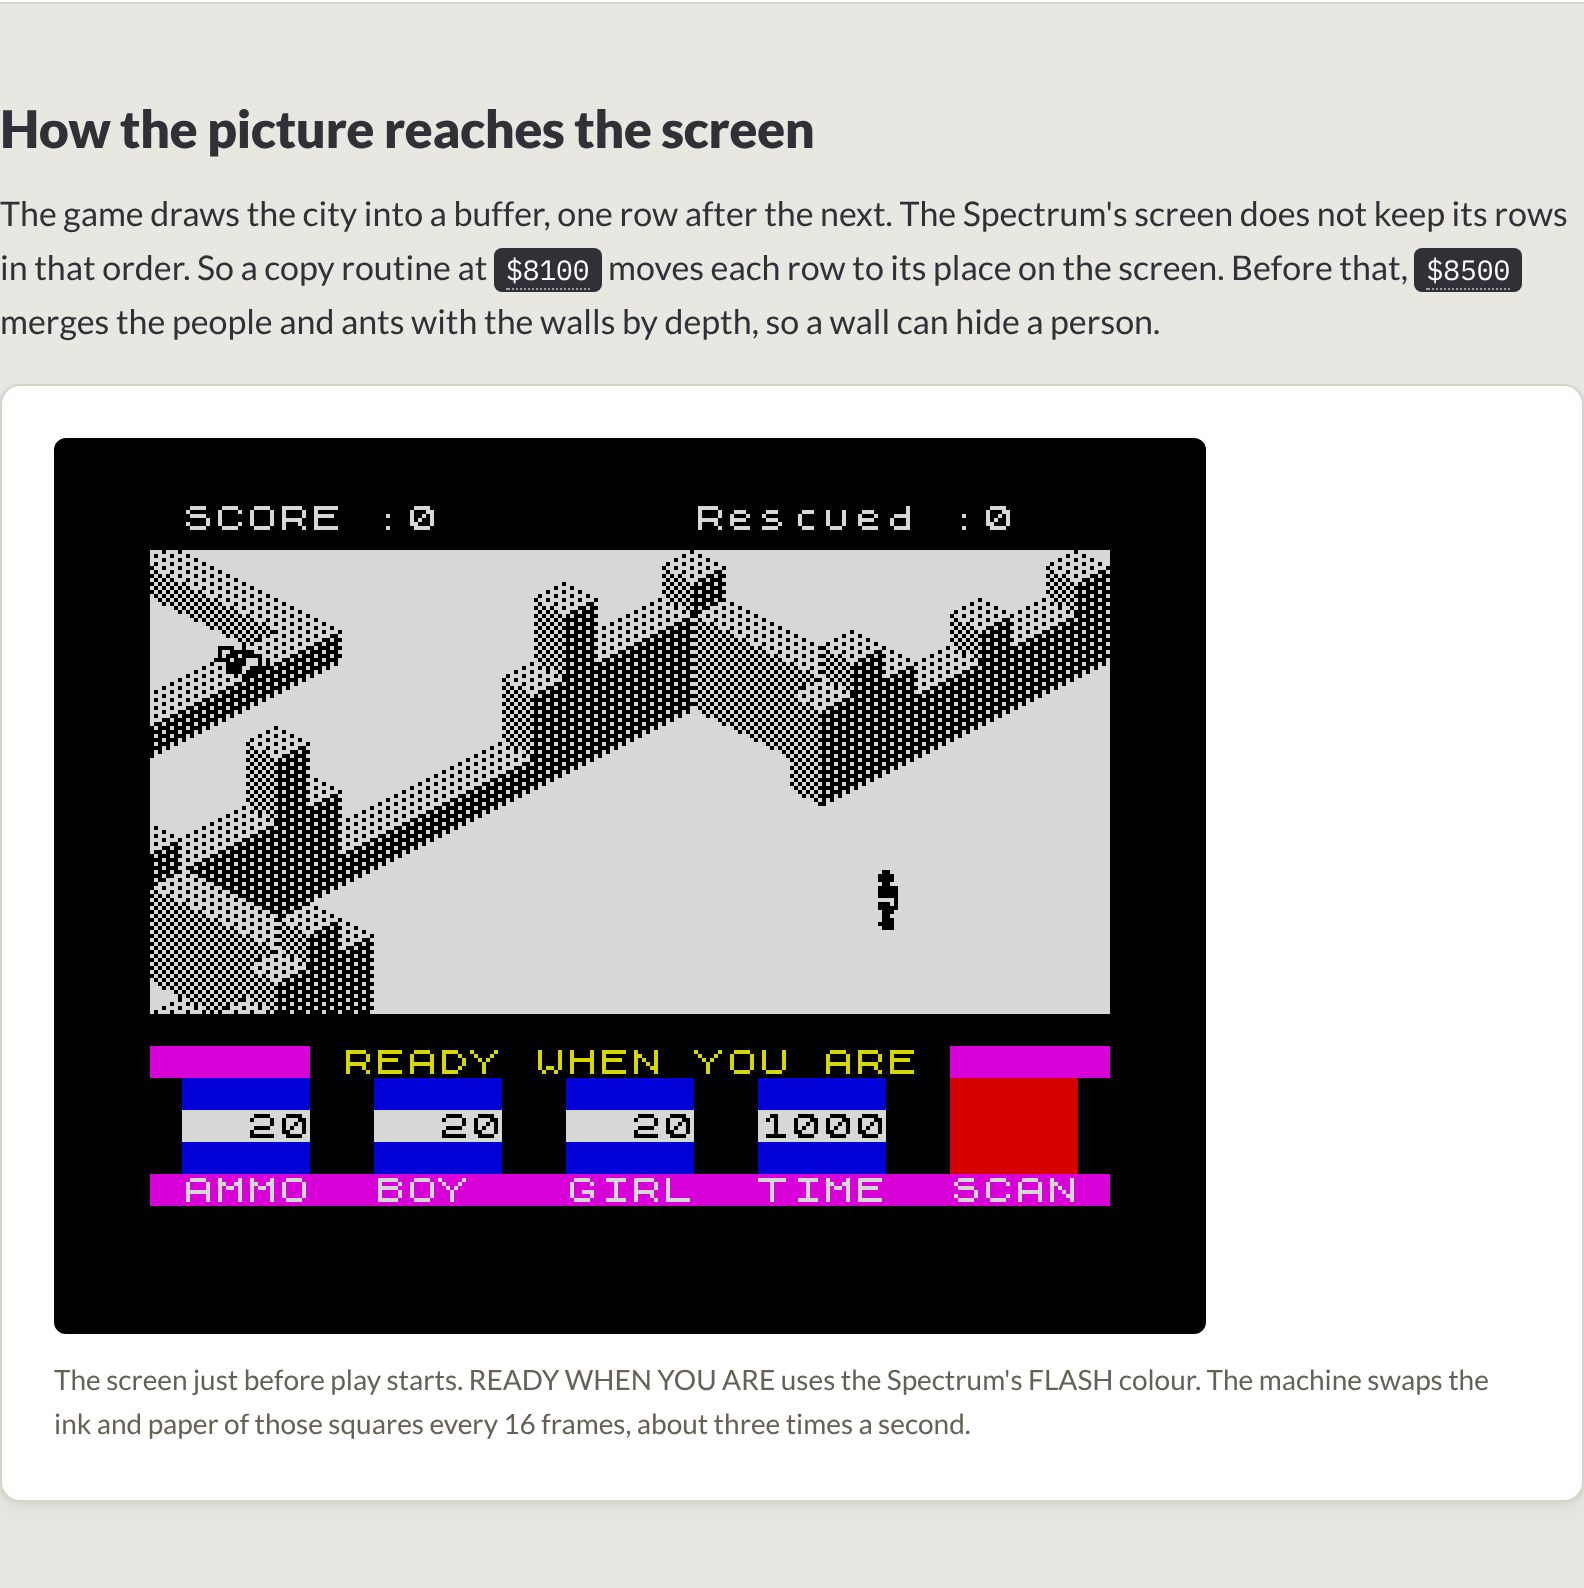 How the picture reaches the screen
The game draws the city into a buffer, one row after the next. The Spectrum's screen does not keep its rows
in that order. So a copy routine at $8100 moves each row to its place on the screen. Before that, $8500
merges the people and ants with the walls by depth, so a wall can hide a person.
SCORE :0 Rescued :0
READY WHEN YOU ARE
20 20 20 1000
AMMO BOY GIRL TIME SCAN
The screen just before play starts. READY WHEN YOU ARE uses the Spectrum's FLASH colour. The machine swaps the
ink and paper of those squares every 16 frames, about three times a second.